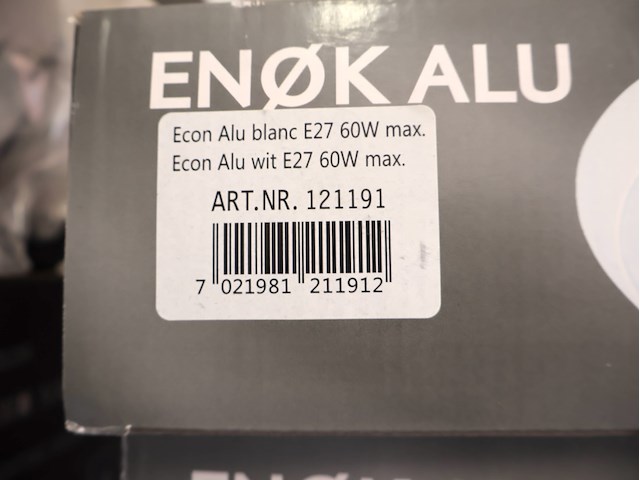 ENØK ALU
Econ Alu blanc E27 60W max.
Econ Alu wit E27 60W max.
ART.NR. 121191
7 021981 211912